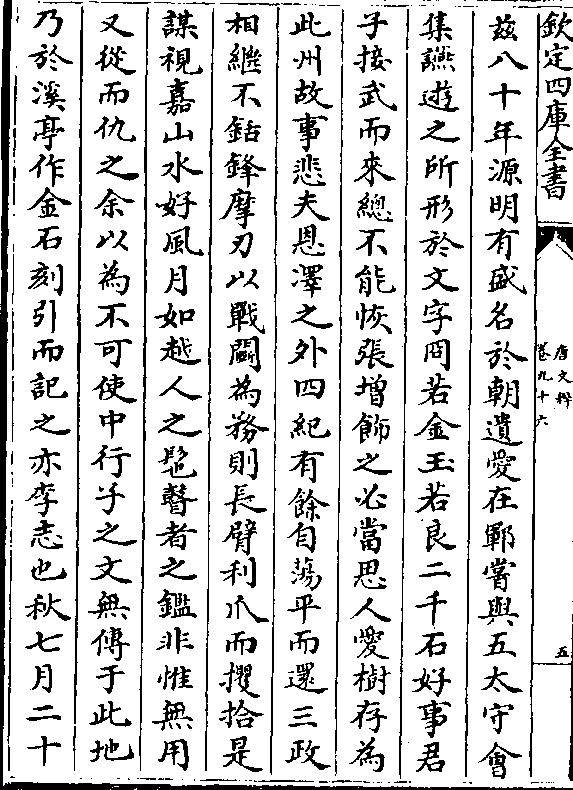 欽定四庫全書
唐文粹
卷九十六
五
茲八十年源明有盛名於朝遺愛在鄆嘗與五太守會
集讌遊之所形於文字罔若金玉若良二千石好事君
子接武而來總不能恢張增飾之必當思人愛樹存為
此州故事悲夫恩澤之外四紀有餘自蕩平而還三政
相繼不銛鋒摩刃以戰鬭為務則長臂利爪而攫拾是
謀視嘉山水好風月如越人之髢瞽者之鑑非惟無用
又從而仇之余以為不可使中行子之文無傳于此地
乃於溪亭作金石刻引而記之亦李志也秋七月二十